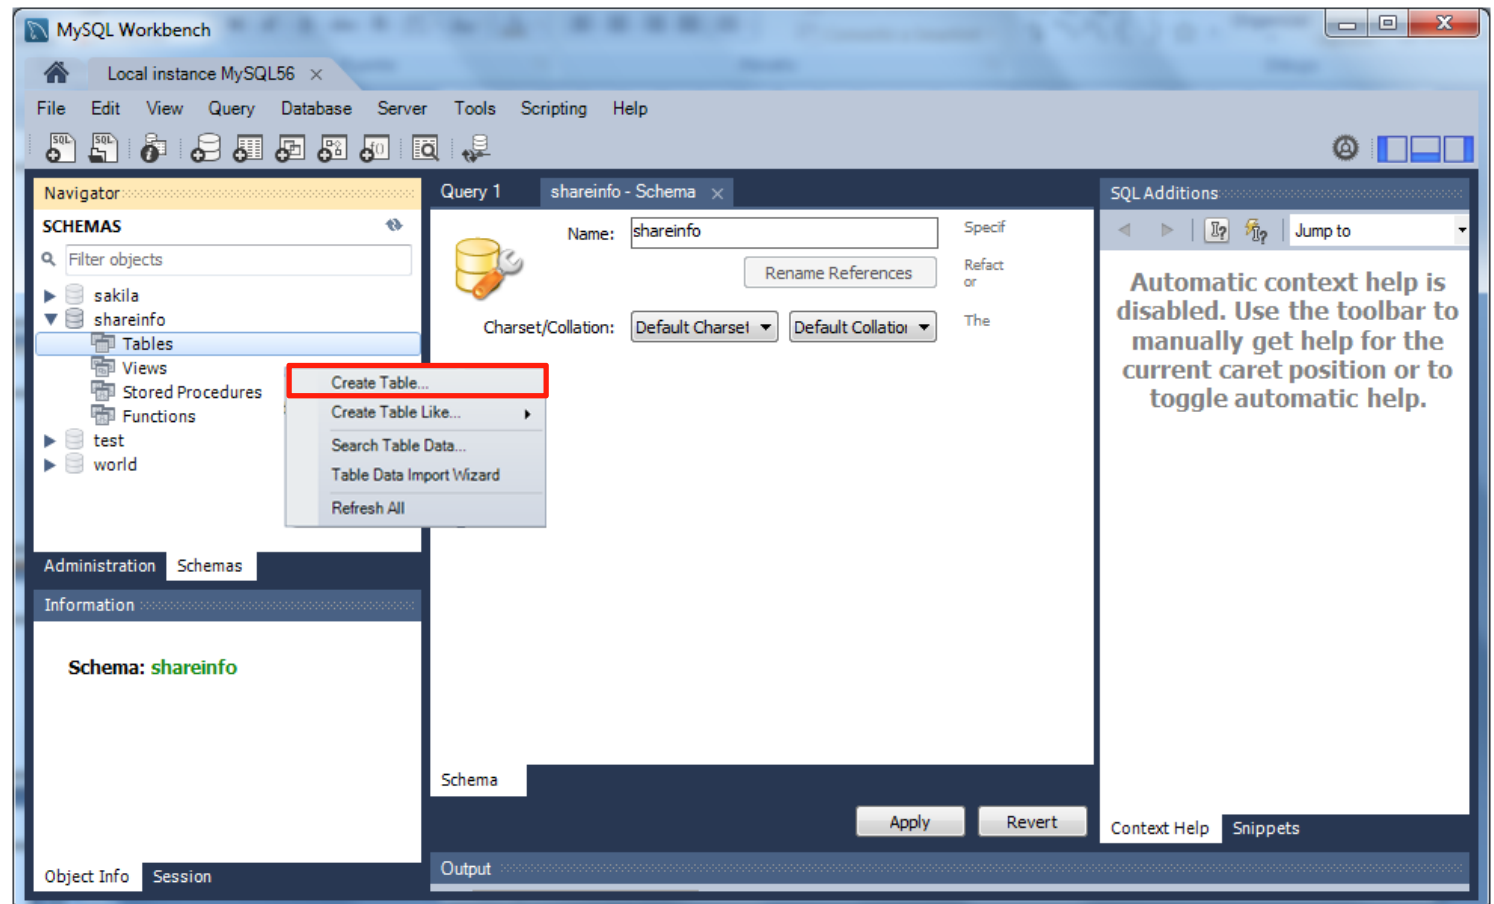 MySQL Workbench
Local instance MySQL56
File Edit View Query Database Server Tools Scripting Help
SQL SQL
Navigator
SCHEMAS
Filter objects
sakila
shareinfo
Tables
Views
Stored Procedures
Functions
test
world
Create Table...
Create Table Like...
Search Table Data...
Table Data Import Wizard
Refresh All
Administration Schemas
Information
Schema: shareinfo
Object Info Session
Query 1 shareinfo - Schema
Name: shareinfo Specif
Rename References Refact
or
Charset/Collation: Default Charset Default Collation The
Schema
Apply Revert
Output
SQL Additions
Jump to
Automatic context help is
disabled. Use the toolbar to
manually get help for the
current caret position or to
toggle automatic help.
Context Help Snippets